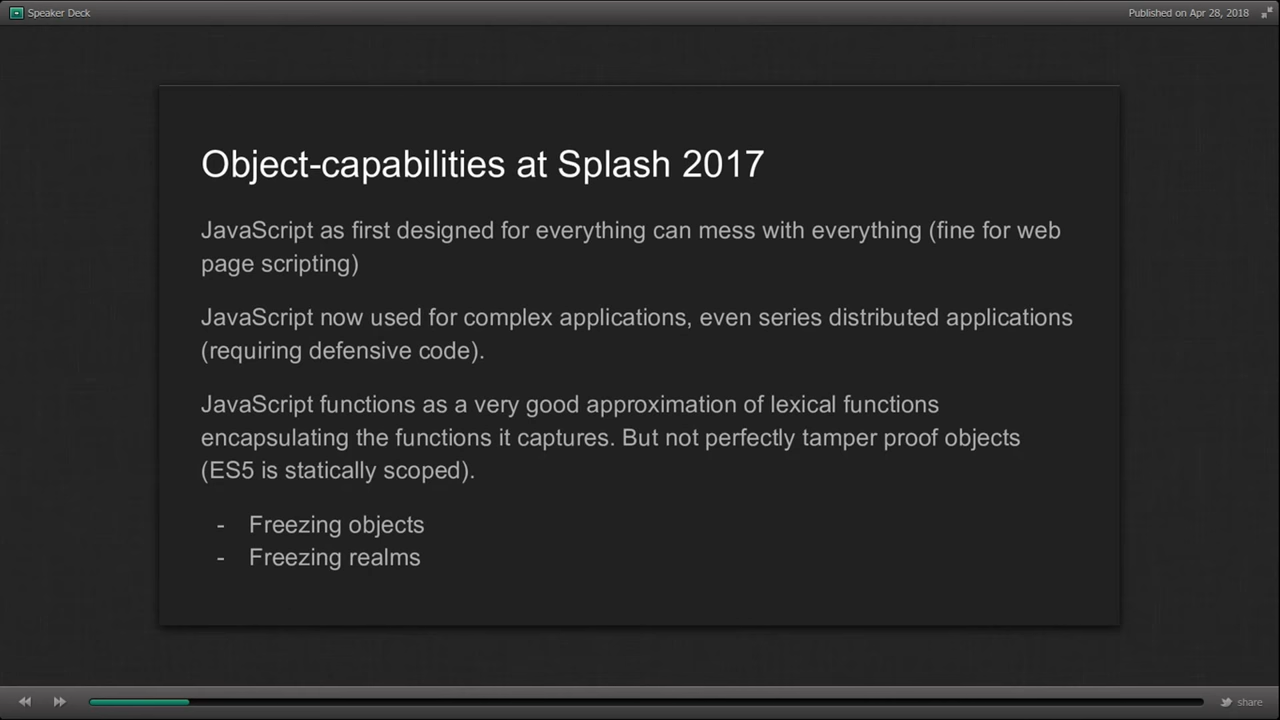 Speaker Deck
Published on Apr 28, 2018
Object-capabilities at Splash 2017
JavaScript as first designed for everything can mess with everything (fine for web
page scripting)
JavaScript now used for complex applications, even series distributed applications
(requiring defensive code).
JavaScript functions as a very good approximation of lexical functions
encapsulating the functions it captures. But not perfectly tamper proof objects
(ES5 is statically scoped).
- Freezing objects
- Freezing realms
share